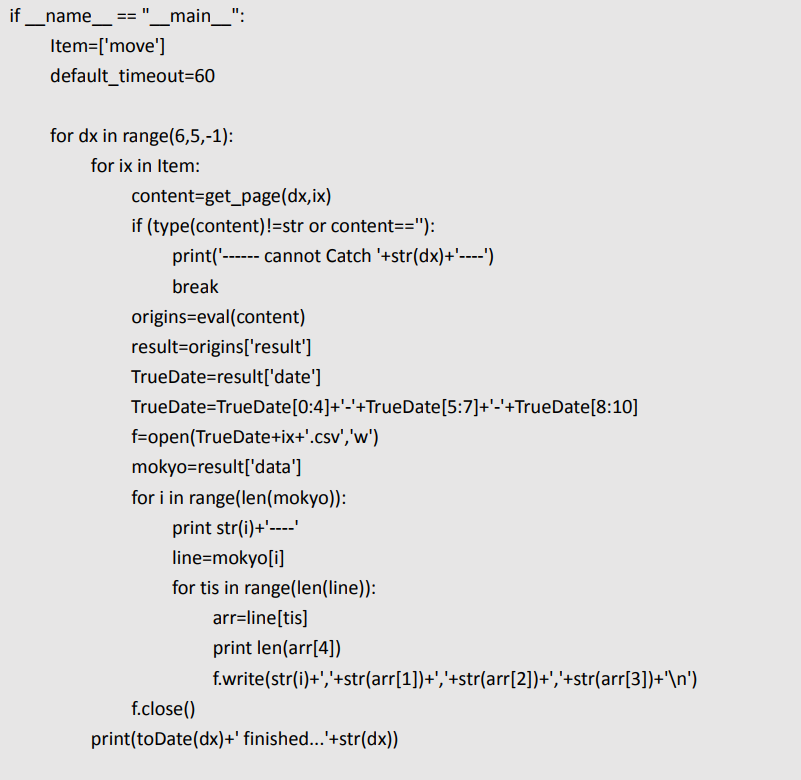 if __name__ == "__main__":
    Item=['move']
    default_timeout=60

    for dx in range(6,5,-1):
        for ix in Item:
            content=get_page(dx,ix)
            if (type(content)!=str or content==''):
                print('------ cannot Catch '+str(dx)+'----')
                break
            origins=eval(content)
            result=origins['result']
            TrueDate=result['date']
            TrueDate=TrueDate[0:4]+'-'+TrueDate[5:7]+'-'+TrueDate[8:10]
            f=open(TrueDate+ix+'.csv','w')
            mokyo=result['data']
            for i in range(len(mokyo)):
                print str(i)+'----'
                line=mokyo[i]
                for tis in range(len(line)):
                    arr=line[tis]
                    print len(arr[4])
                    f.write(str(i)+','+str(arr[1])+','+str(arr[2])+','+str(arr[3])+'\n')
            f.close()
        print(toDate(dx)+' finished...'+str(dx))